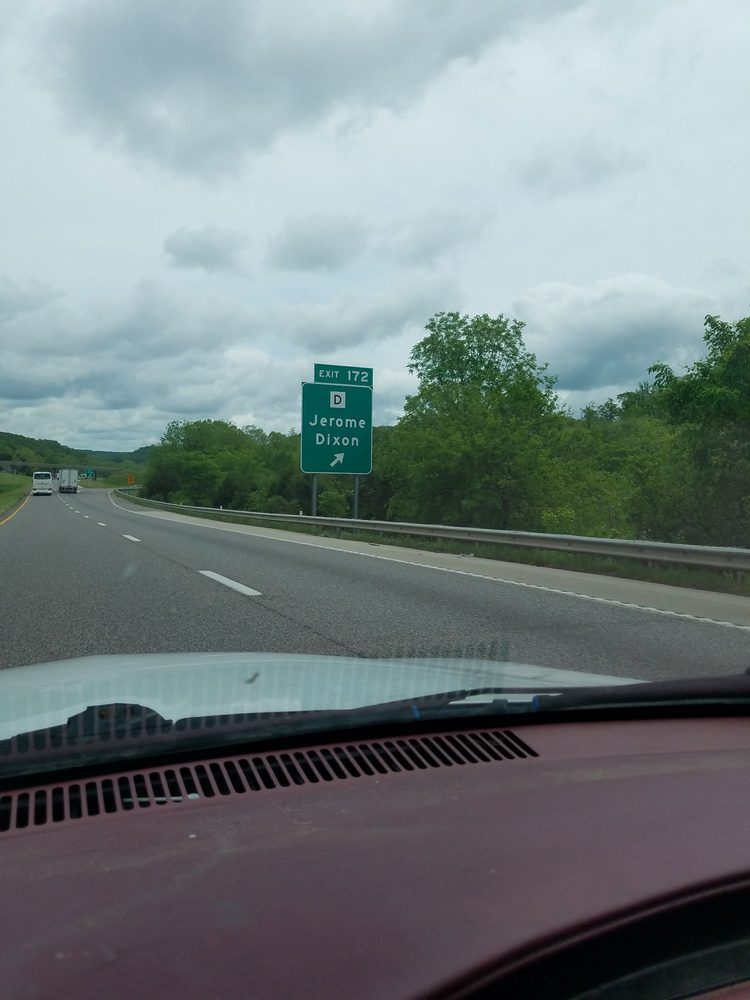 EXIT 172
D
Jerome
Dixon